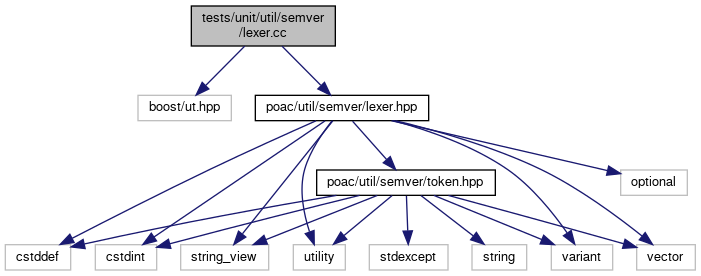 tests/unit/util/semver
/lexer.cc
boost/ut.hpp
poac/util/semver/lexer.hpp
poac/util/semver/token.hpp
optional
cstddef
cstdint
string_view
utility
stdexcept
string
variant
vector